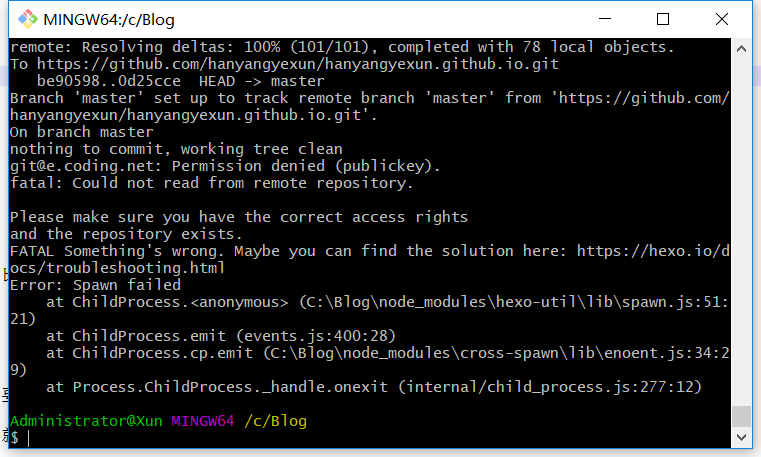 MINGW64:/c/Blog
remote: Resolving deltas: 100% (101/101), completed with 78 local objects.
To https://github.com/hanyangyexun/hanyangyexun.github.io.git
   be90598..0d25cce  HEAD -> master
Branch 'master' set up to track remote branch 'master' from 'https://github.com/
hanyangyexun/hanyangyexun.github.io.git'.
On branch master
nothing to commit, working tree clean
git@e.coding.net: Permission denied (publickey).
fatal: Could not read from remote repository.

Please make sure you have the correct access rights
and the repository exists.
FATAL Something's wrong. Maybe you can find the solution here: https://hexo.io/d
ocs/troubleshooting.html
Error: Spawn failed
    at ChildProcess.<anonymous> (C:\Blog\node_modules\hexo-util\lib\spawn.js:51:
21)
    at ChildProcess.emit (events.js:400:28)
    at ChildProcess.cp.emit (C:\Blog\node_modules\cross-spawn\lib\enoent.js:34:2
9)
    at Process.ChildProcess._handle.onexit (internal/child_process.js:277:12)

Administrator@Xun MINGW64 /c/Blog
$